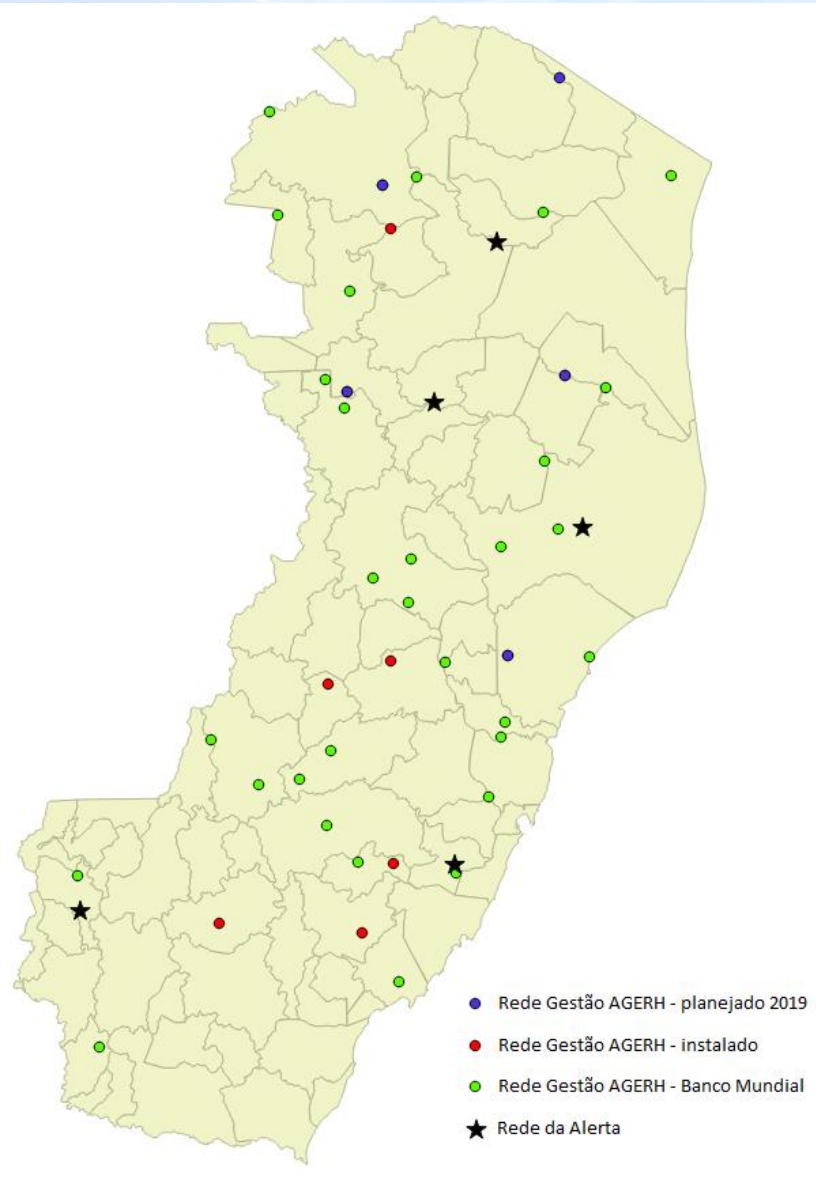 Rede Gestão AGERH - planejado 2019
Rede Gestão AGERH - instalado
Rede Gestão AGERH - Banco Mundial
Rede da Alerta